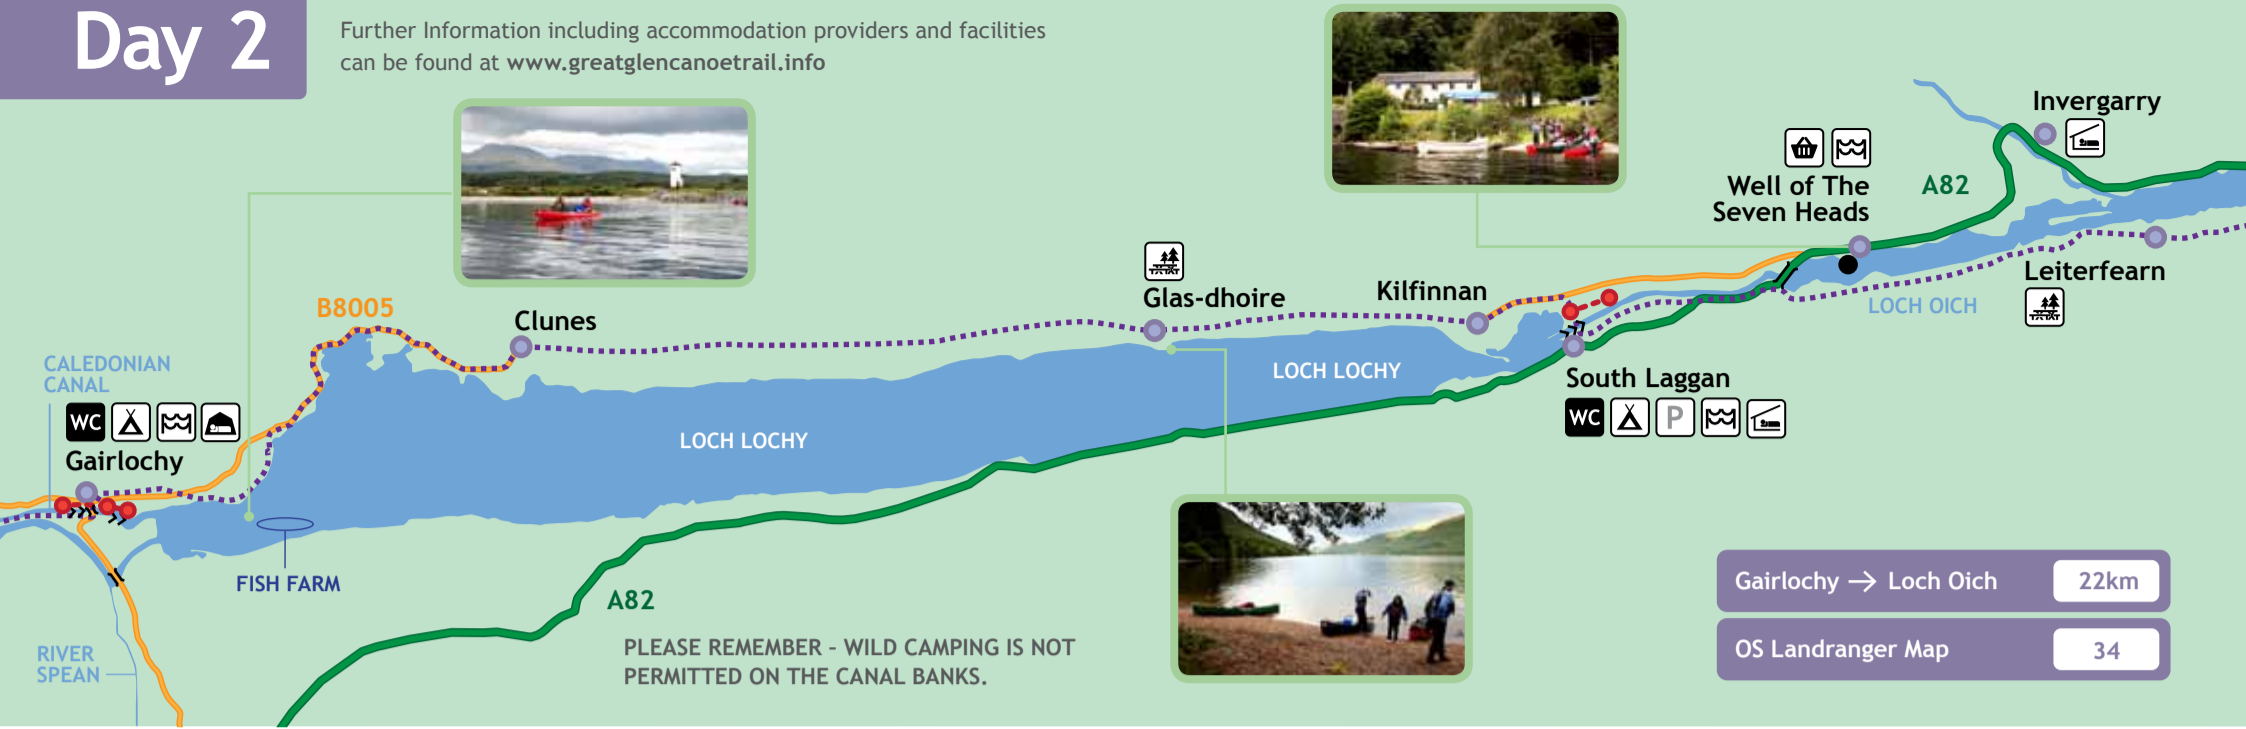 Day 2
Further Information including accommodation providers and facilities
can be found at www.greatglencanoetrail.info
Invergarry
Well of The
Seven Heads
A82
Glas-dhoire
Kilfinnan
Leiterfearn
LOCH OICH
B8005
Clunes
CALEDONIAN
CANAL
WC
Gairlochy
LOCH LOCHY
LOCH LOCHY
South Laggan
WC
P
FISH FARM
A82
RIVER
SPEAN
PLEASE REMEMBER - WILD CAMPING IS NOT
PERMITTED ON THE CANAL BANKS.
Gairlochy → Loch Oich 22km
OS Landranger Map 34